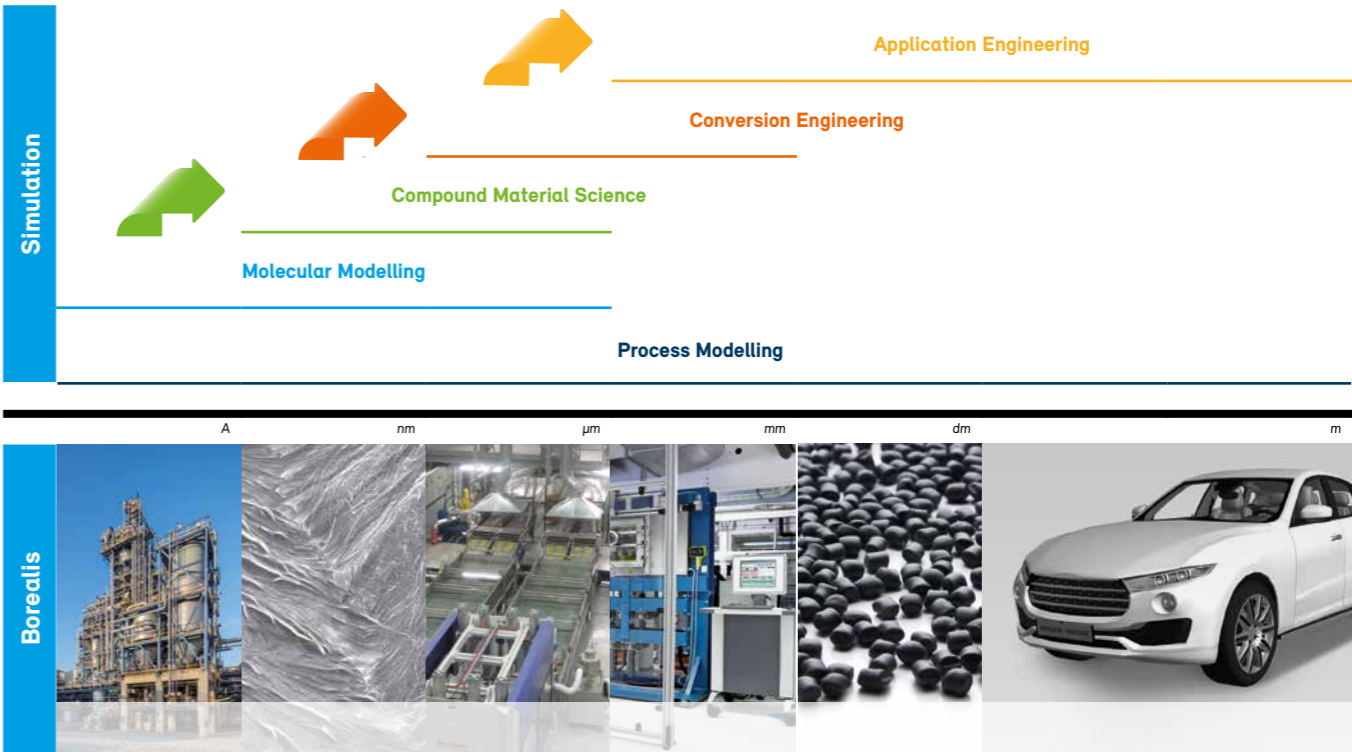 Simulation
Application Engineering
Conversion Engineering
Compound Material Science
Molecular Modelling
Process Modelling
A nm µm mm dm m
Borealis